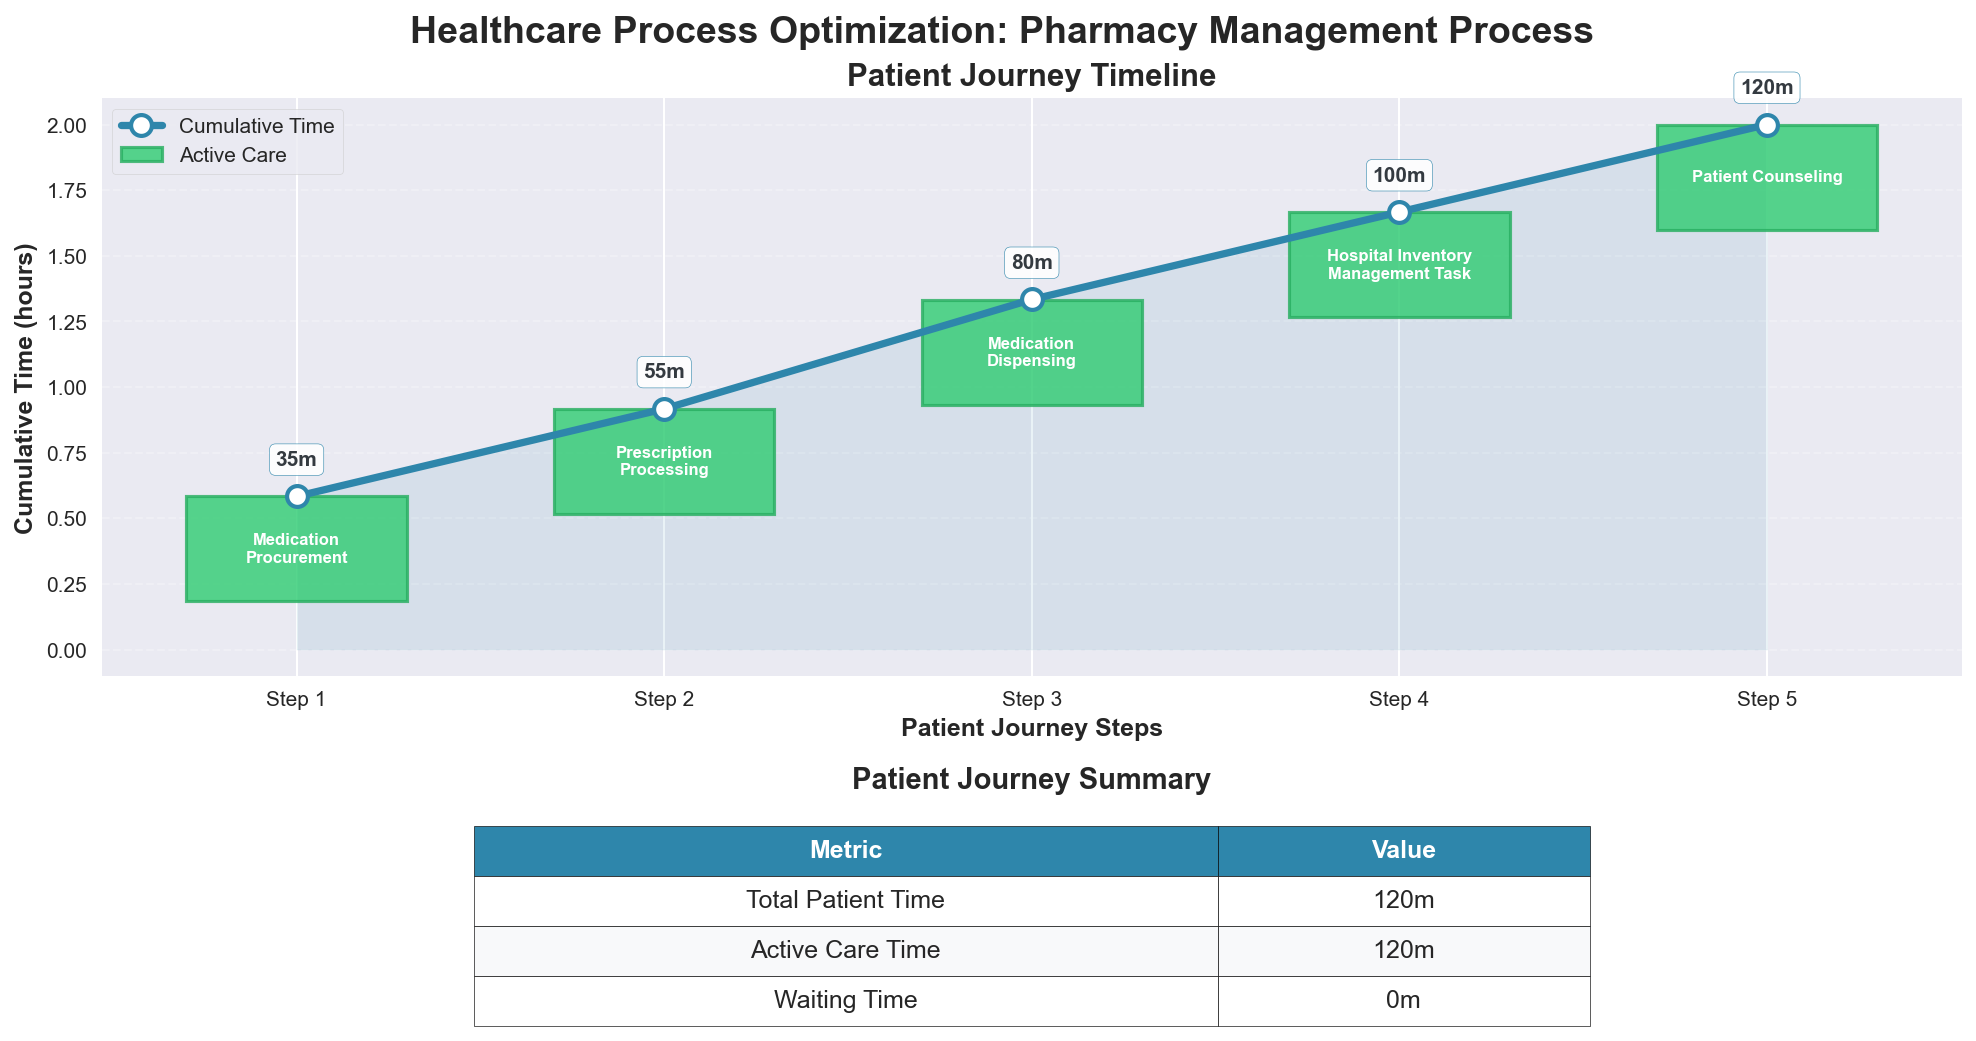 Healthcare Process Optimization: Pharmacy Management Process
Patient Journey Timeline
Cumulative Time
Active Care
Cumulative Time (hours)
2.00
1.75
1.50
1.25
1.00
0.75
0.50
0.25
0.00
35m
Medication
Procurement
55m
Prescription
Processing
80m
Medication
Dispensing
100m
Hospital Inventory
Management Task
120m
Patient Counseling
Step 1
Step 2
Step 3
Step 4
Step 5
Patient Journey Steps
Patient Journey Summary
Metric Value
Total Patient Time 120m
Active Care Time 120m
Waiting Time 0m